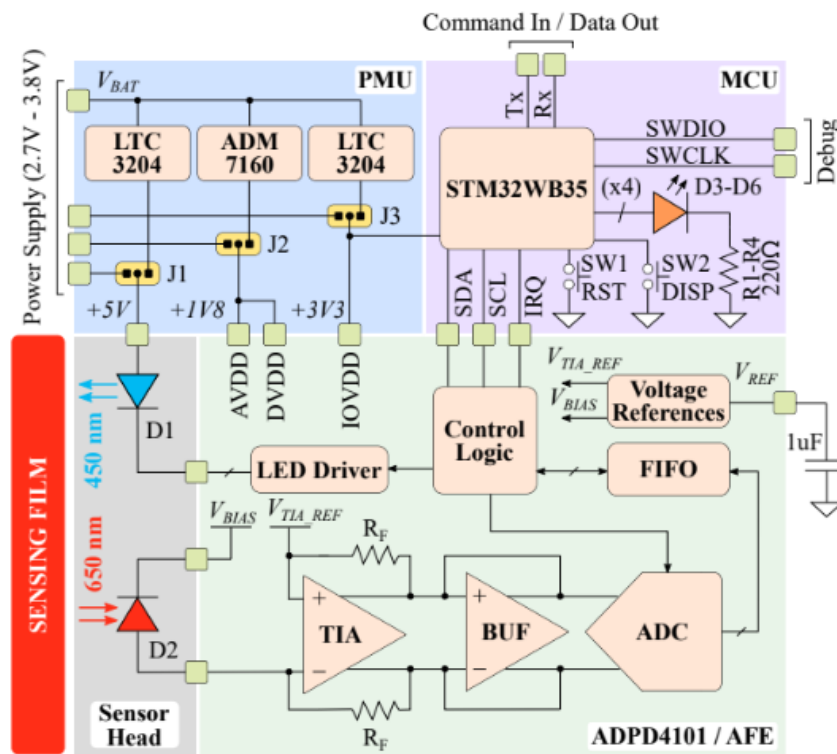 Command In / Data Out
Power Supply (2.7V - 3.8V)
V_BAT
PMU
MCU
Tx
Rx
LTC
3204
ADM
7160
LTC
3204
STM32WB35
SWDIO
SWCLK
Debug
(x4)
D3-D6
J3
J2
J1
SW1
RST
SW2
DISP
R1-R4
220Ω
+5V
+1V8
+3V3
SDA
SCL
IRQ
AVDD
DVDD
IOVDD
SENSING FILM
450 nm
D1
V_TIA_REF
V_BIAS
Voltage
References
V_REF
1uF
Control
Logic
LED Driver
FIFO
V_BIAS
V_TIA_REF
R_F
650 nm
D2
+
TIA
−
+
BUF
−
ADC
R_F
Sensor
Head
ADPD4101 / AFE